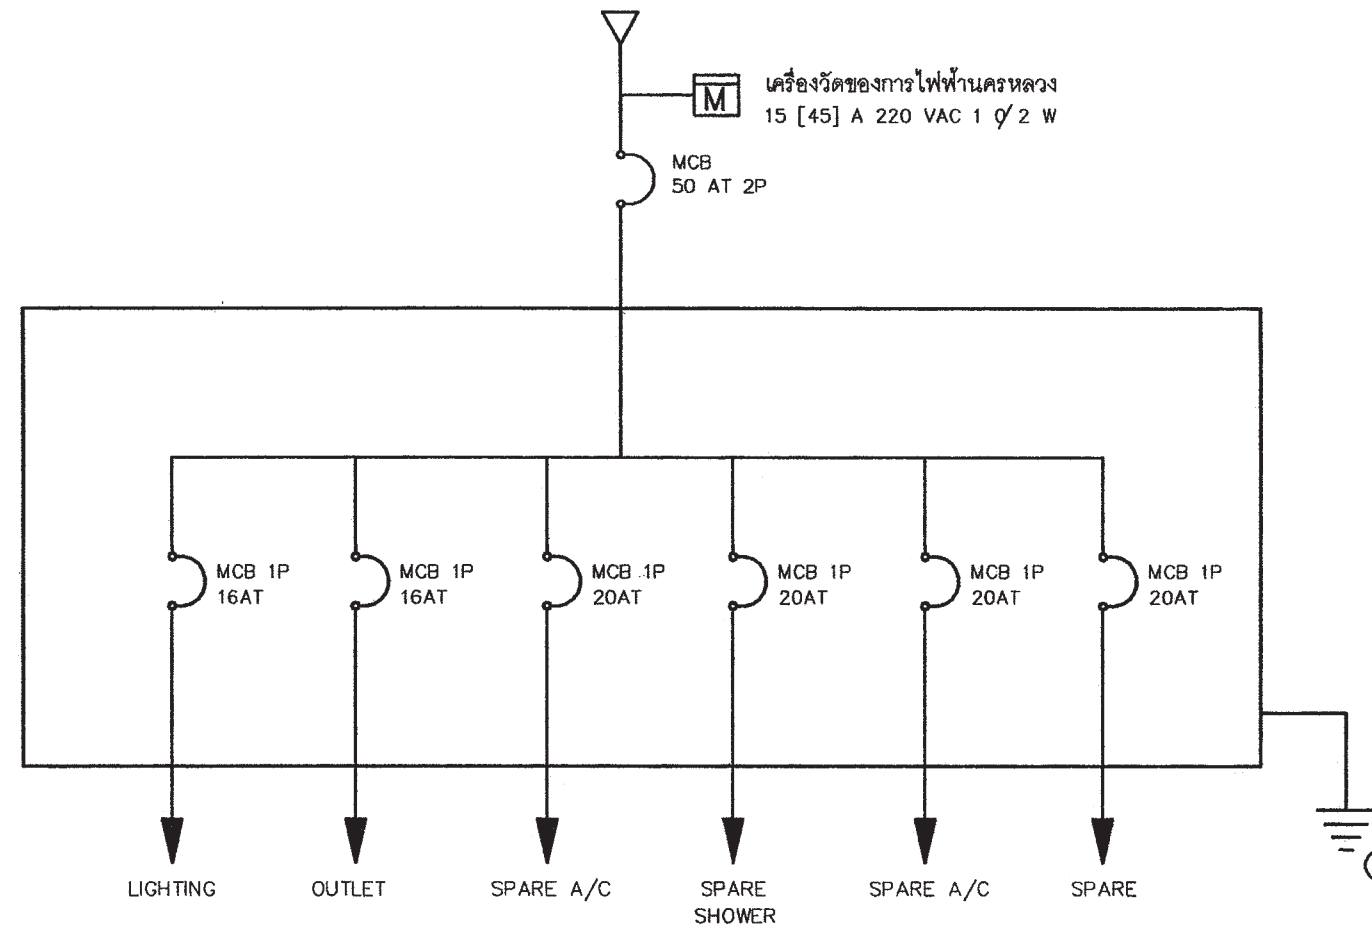 เครื่องวัดของการไฟฟ้านครหลวง
M
15 [45] A 220 VAC 1 Ø 2 W
MCB
50 AT 2P
MCB 1P
16AT
MCB 1P
16AT
MCB 1P
20AT
MCB 1P
20AT
MCB 1P
20AT
MCB 1P
20AT
LIGHTING
OUTLET
SPARE A/C
SPARE
SHOWER
SPARE A/C
SPARE